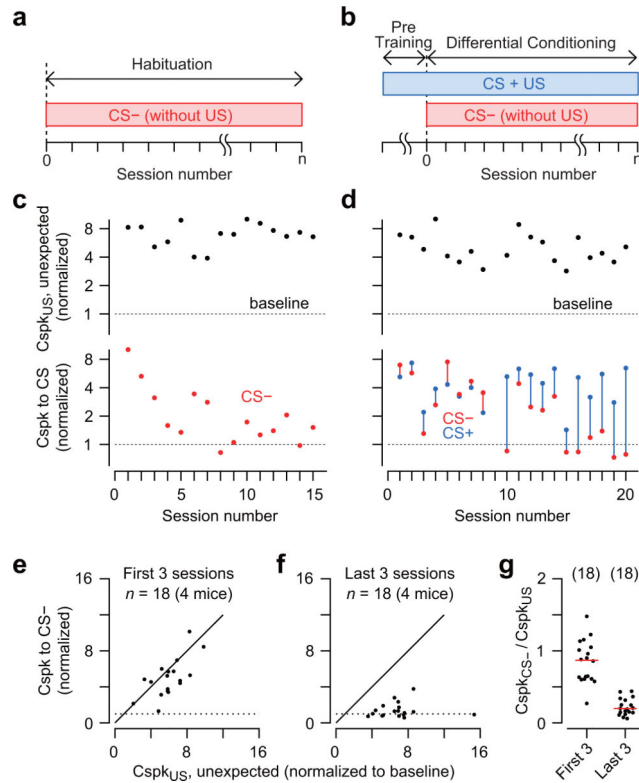 a
Habituation
CS− (without US)
0
n
Session number
b
Pre
Training
Differential Conditioning
CS + US
CS− (without US)
0
n
Session number
c
Cspk_US, unexpected
(normalized)
8
4
2
1
baseline
Cspk to CS
(normalized)
8
4
2
1
CS−
0
5
10
15
Session number
d
8
4
2
1
baseline
8
4
2
1
CS−
CS+
0
10
20
Session number
e
First 3 sessions
n = 18 (4 mice)
Cspk to CS−
(normalized)
16
8
0
0
8
16
f
Last 3 sessions
n = 18 (4 mice)
16
8
0
0
8
16
Cspk_US, unexpected (normalized to baseline)
g
(18) (18)
Cspk_CS− / Cspk_US
2
1
0
First 3
Last 3